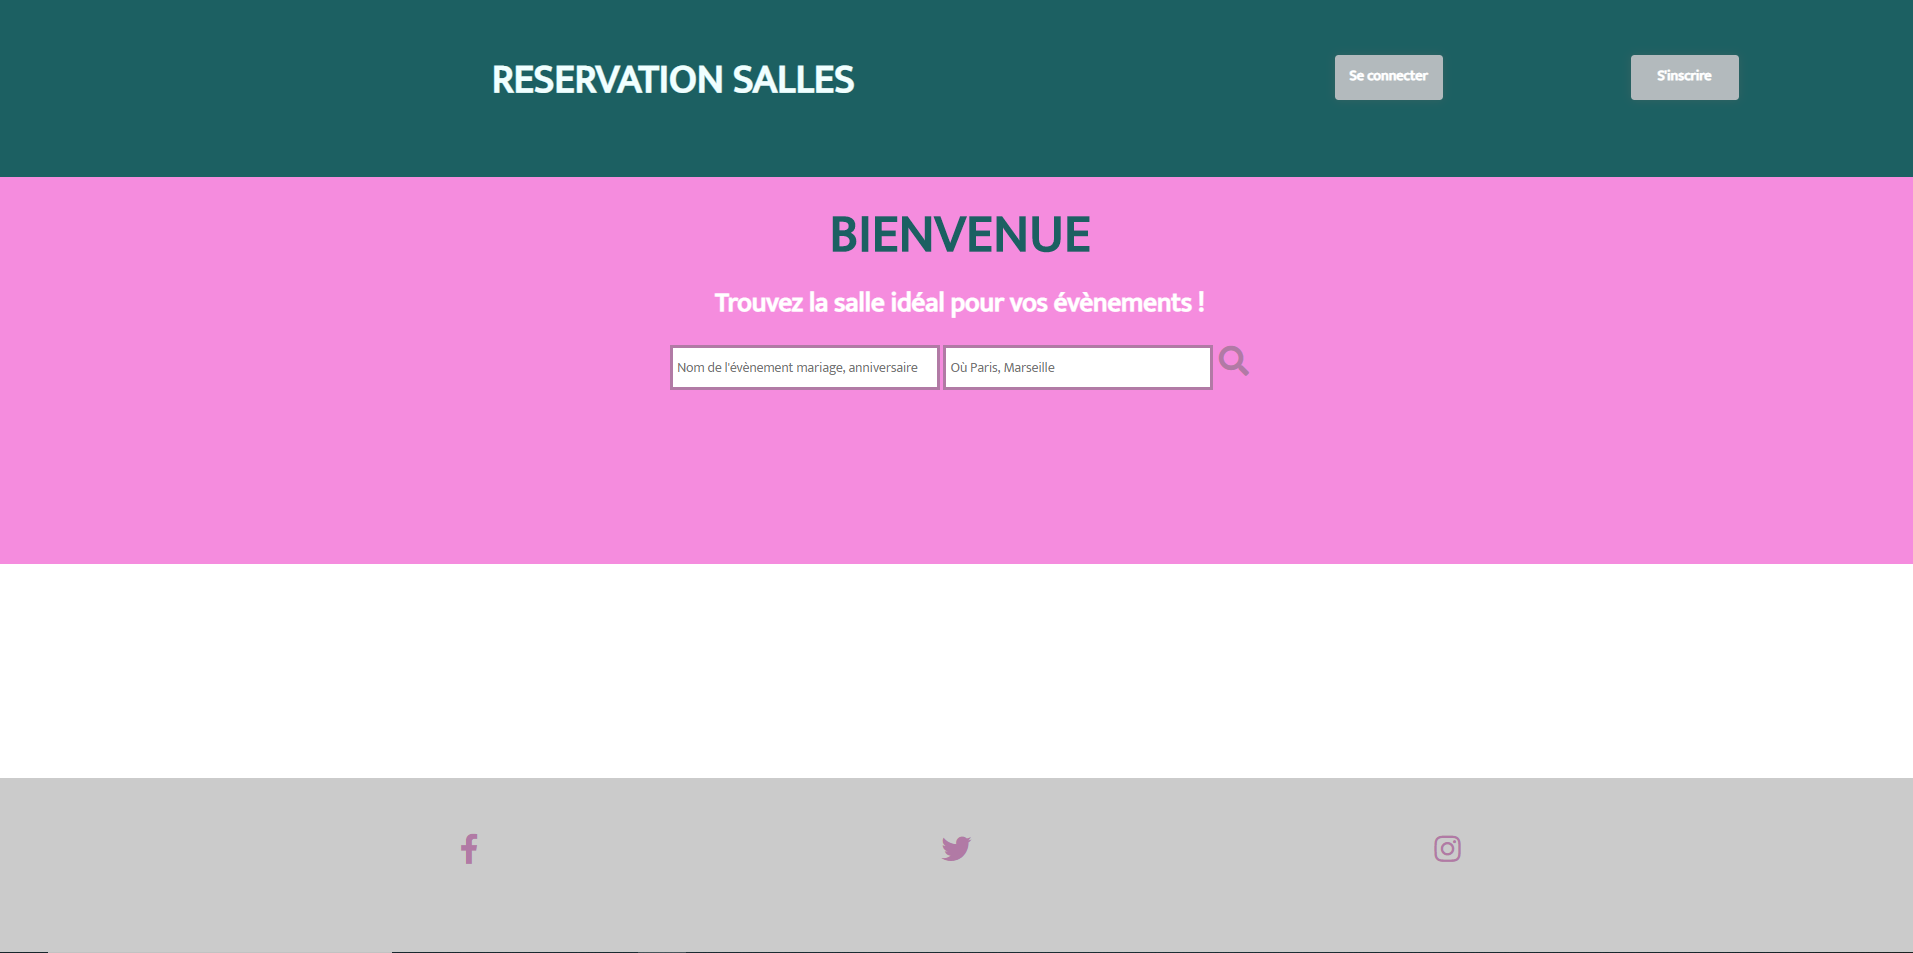 RESERVATION SALLES
Se connecter
S'inscrire
BIENVENUE
Trouvez la salle idéal pour vos évènements !
Nom de l'évènement mariage, anniversaire
Où Paris, Marseille